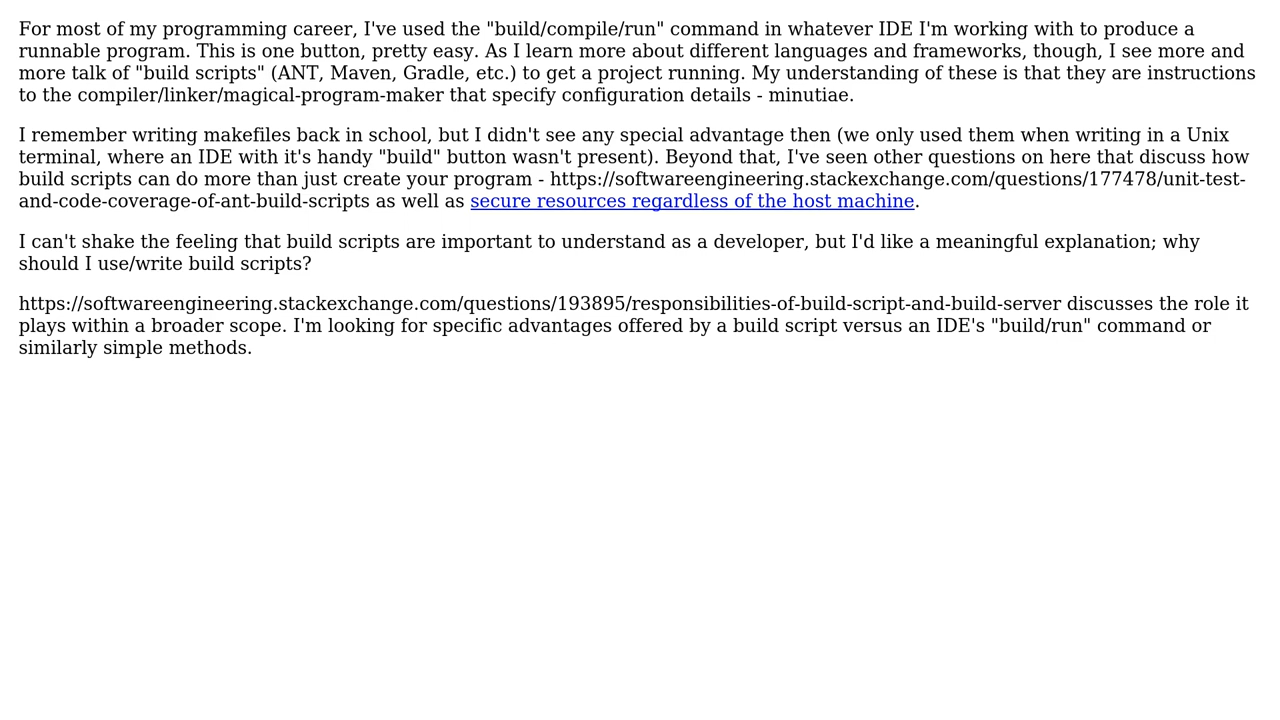 For most of my programming career, I've used the "build/compile/run" command in whatever IDE I'm working with to produce a
runnable program. This is one button, pretty easy. As I learn more about different languages and frameworks, though, I see more and
more talk of "build scripts" (ANT, Maven, Gradle, etc.) to get a project running. My understanding of these is that they are instructions
to the compiler/linker/magical-program-maker that specify configuration details - minutiae.
I remember writing makefiles back in school, but I didn't see any special advantage then (we only used them when writing in a Unix
terminal, where an IDE with it's handy "build" button wasn't present). Beyond that, I've seen other questions on here that discuss how
build scripts can do more than just create your program - https://softwareengineering.stackexchange.com/questions/177478/unit-test-
and-code-coverage-of-ant-build-scripts as well as secure resources regardless of the host machine.
I can't shake the feeling that build scripts are important to understand as a developer, but I'd like a meaningful explanation; why
should I use/write build scripts?
https://softwareengineering.stackexchange.com/questions/193895/responsibilities-of-build-script-and-build-server discusses the role it
plays within a broader scope. I'm looking for specific advantages offered by a build script versus an IDE's "build/run" command or
similarly simple methods.